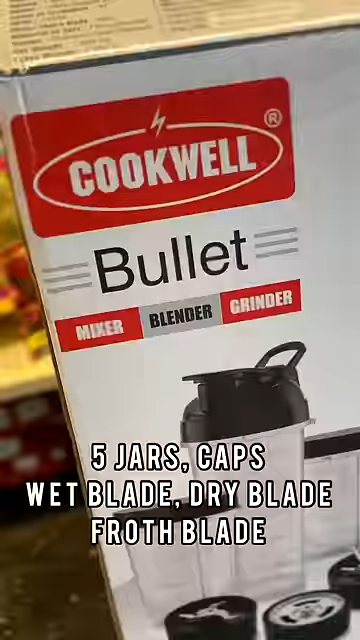 COOKWELL ®
Bullet
MIXER BLENDER GRINDER
5 JARS, CAPS
WET BLADE, DRY BLADE
FROTH BLADE